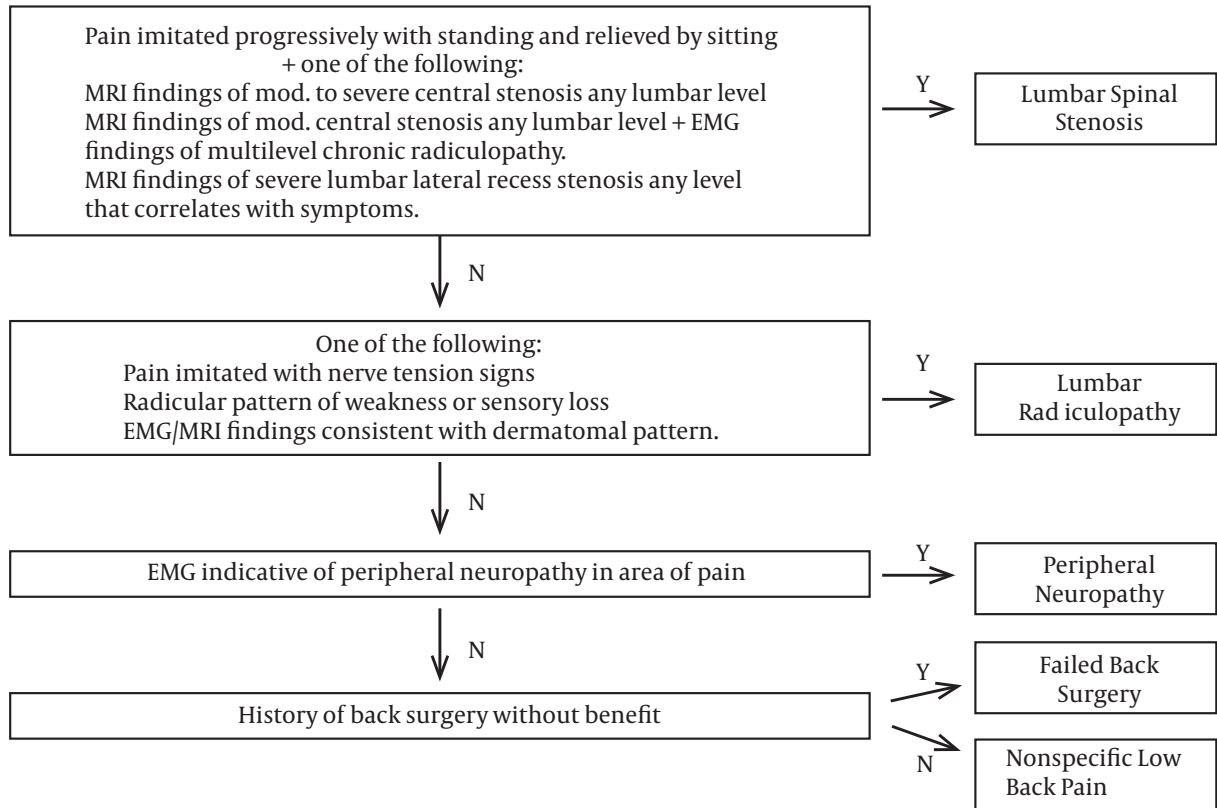 Pain imitated progressively with standing and relieved by sitting
+ one of the following:
MRI findings of mod. to severe central stenosis any lumbar level
MRI findings of mod. central stenosis any lumbar level + EMG
findings of multilevel chronic radiculopathy.
MRI findings of severe lumbar lateral recess stenosis any level
that correlates with symptoms.
Y
Lumbar Spinal
Stenosis
N
One of the following:
Pain imitated with nerve tension signs
Radicular pattern of weakness or sensory loss
EMG/MRI findings consistent with dermatomal pattern.
Y
Lumbar
Rad iculopathy
N
EMG indicative of peripheral neuropathy in area of pain
Y
Peripheral
Neuropathy
N
History of back surgery without benefit
Y
Failed Back
Surgery
N
Nonspecific Low
Back Pain